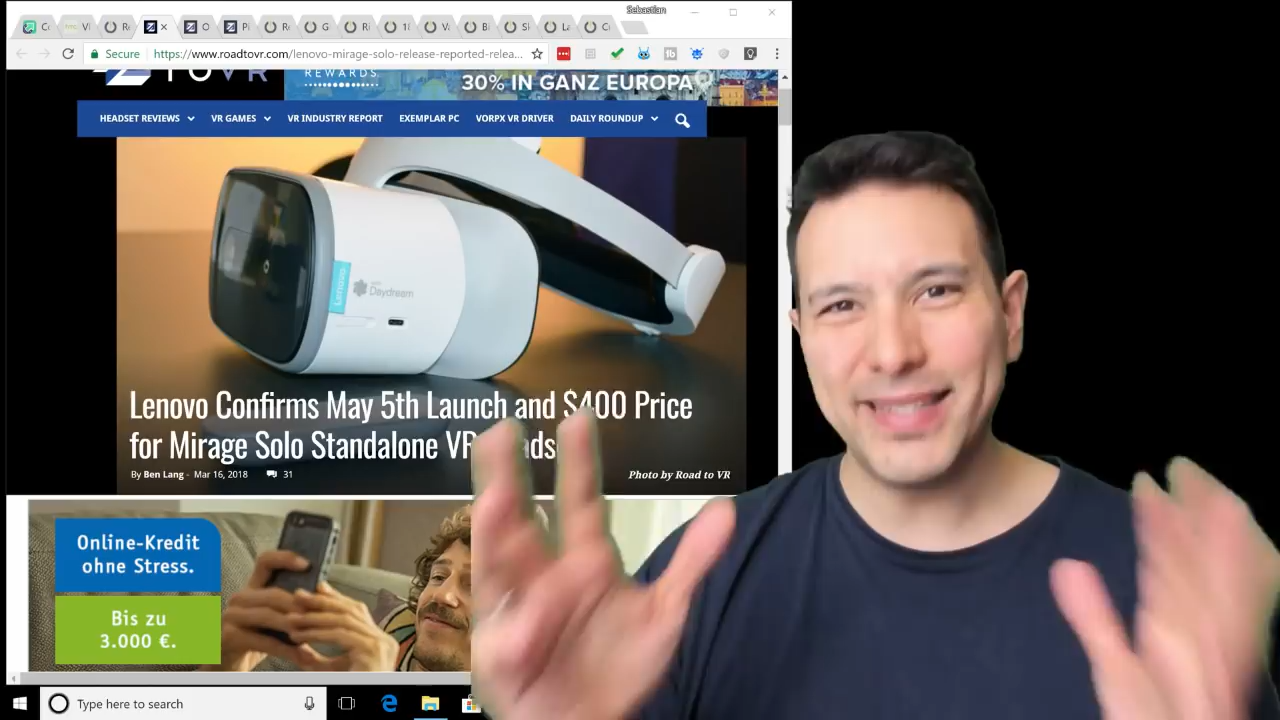 Sebastian
Secure
https://www.roadtovr.com/lenovo-mirage-solo-release-reported-relea...
TOVR
REWARDS
30% IN GANZ EUROPA
HEADSET REVIEWS
VR GAMES
VR INDUSTRY REPORT
EXEMPLAR PC
VORPX VR DRIVER
DAILY ROUNDUP
Lenovo
Daydream
Lenovo Confirms May 5th Launch and $400 Price
for Mirage Solo Standalone VR
By Ben Lang - Mar 16, 2018
31
Photo by Road to VR
Online-Kredit
ohne Stress.
Bis zu
3.000 €.
Type here to search